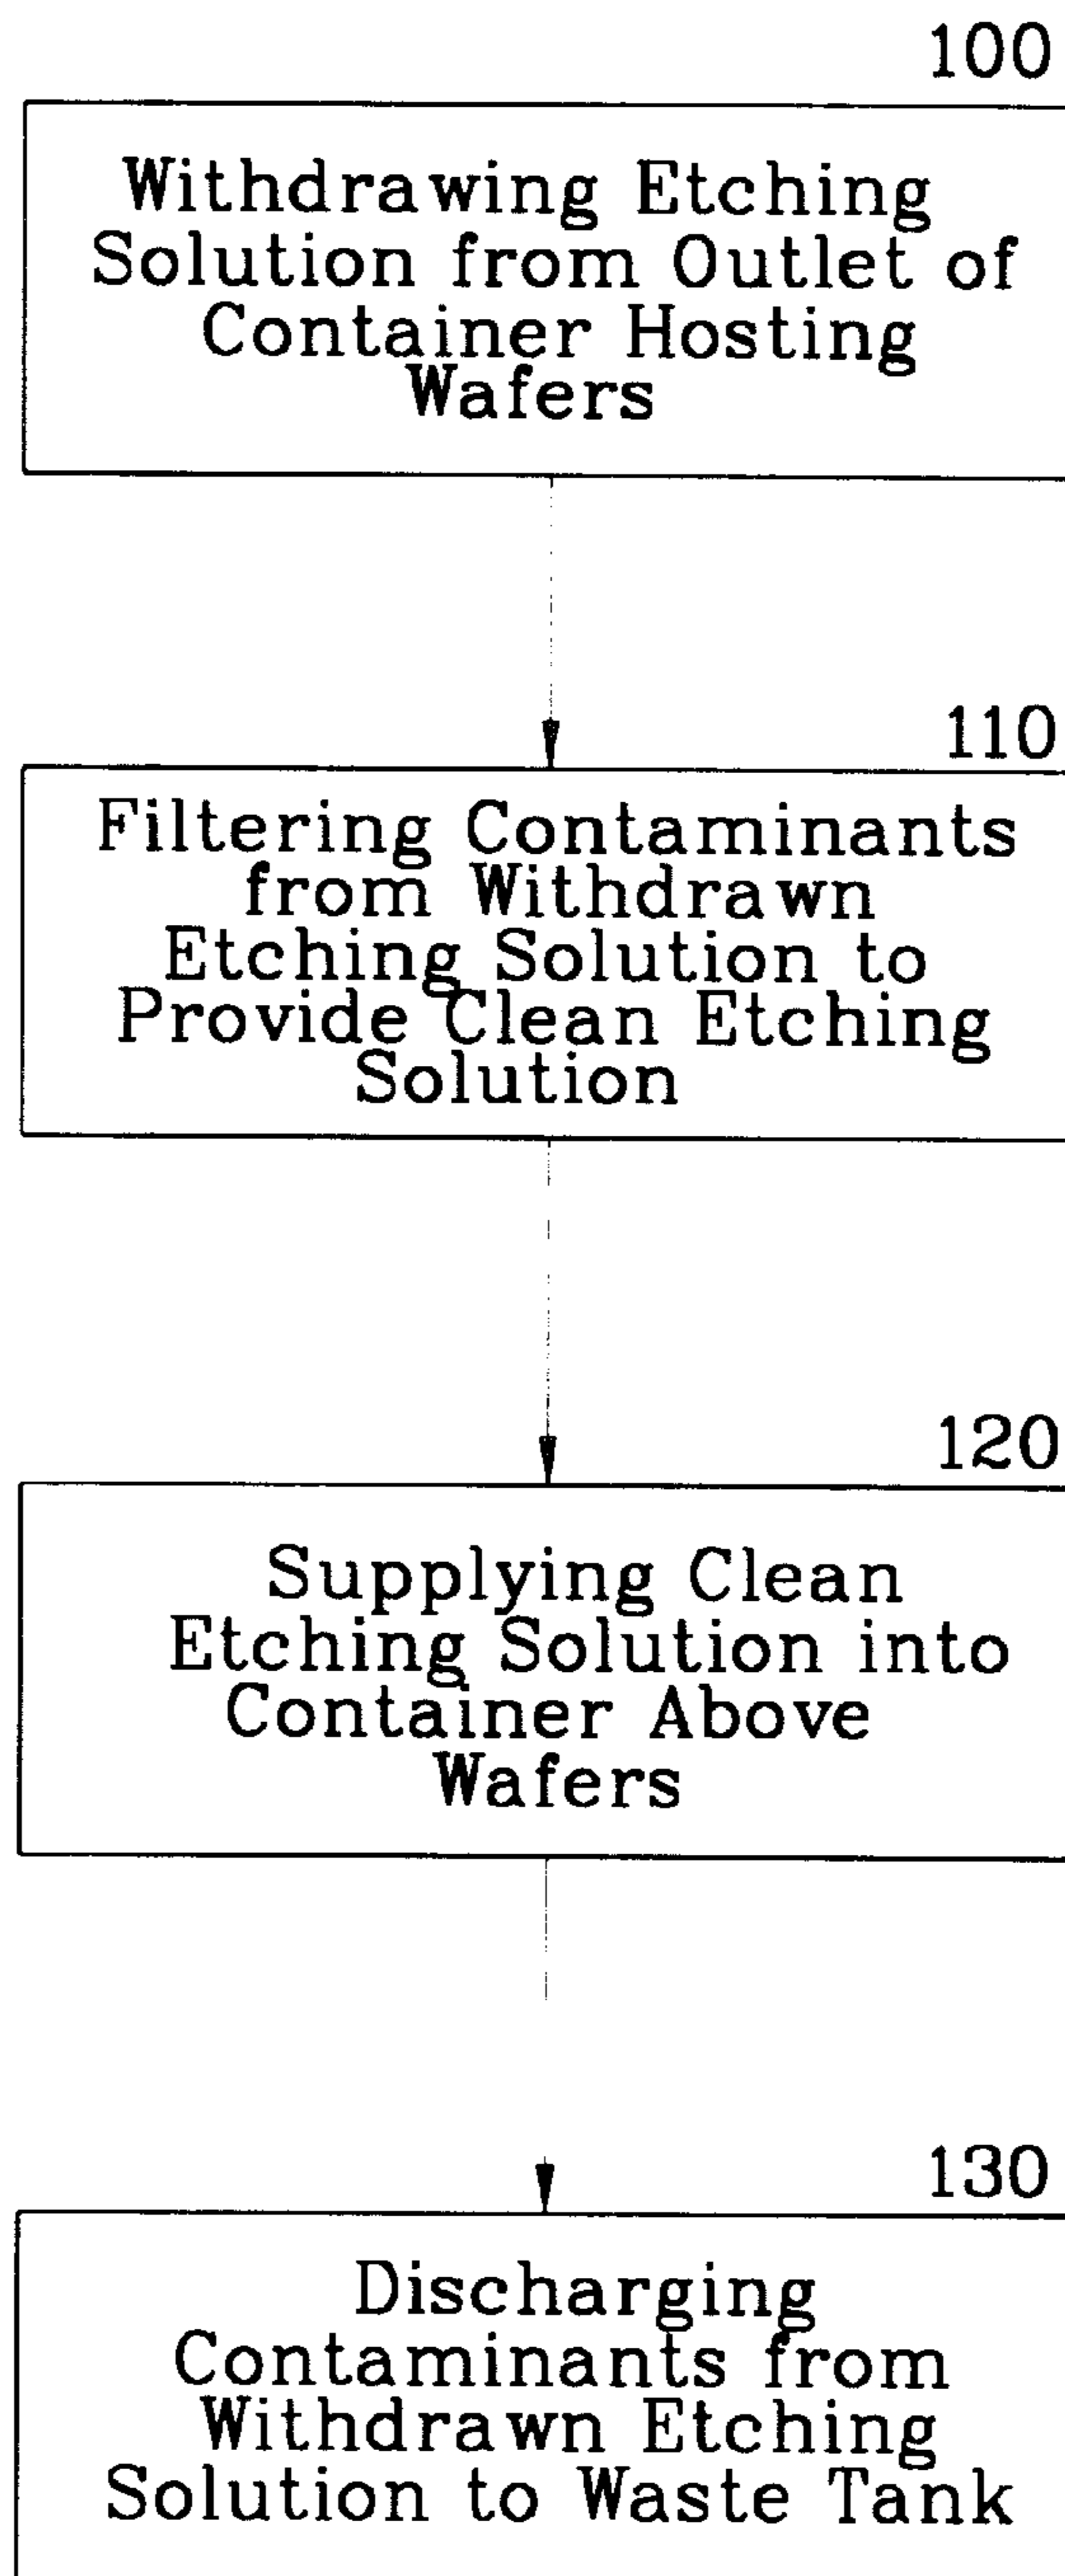 100
Withdrawing Etching
Solution from Outlet of
Container Hosting
Wafers
110
Filtering Contaminants
from Withdrawn
Etching Solution to
Provide Clean Etching
Solution
120
Supplying Clean
Etching Solution into
Container Above
Wafers
130
Discharging
Contaminants from
Withdrawn Etching
Solution to Waste Tank